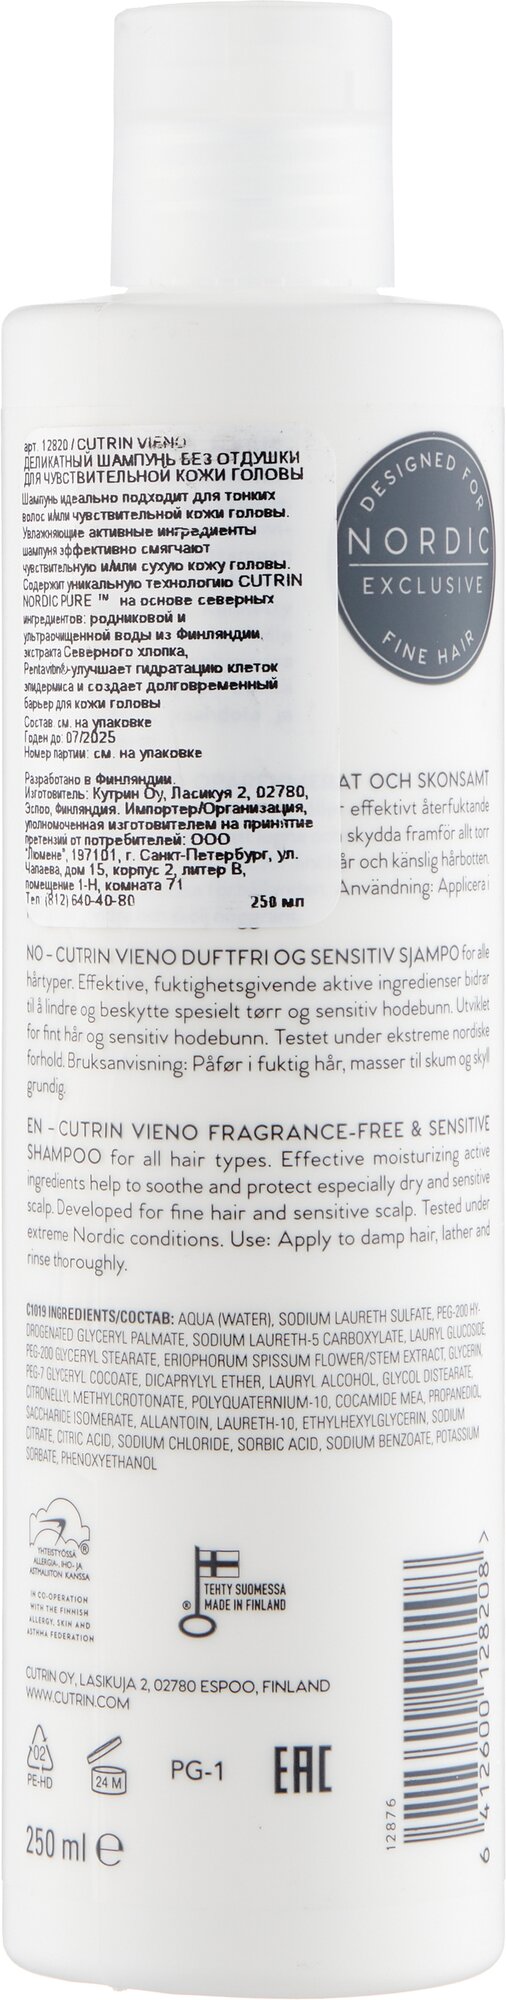 арт. 12820 / CUTRIN VIENO
ДЕЛИКАТНЫЙ ШАМПУНЬ БЕЗ ОТДУШКИ
ДЛЯ ЧУВСТВИТЕЛЬНОЙ КОЖИ ГОЛОВЫ
Шампунь идеально подходит для тонких
волос и/или чувствительной кожи головы.
Увлажняющие активные ингредиенты
шампуня эффективно смягчают
чувствительную и/или сухую кожу головы.
Содержит уникальную технологию CUTRIN
NORDIC PURE ™ на основе северных
ингредиентов: родниковой и
ультраочищенной воды из Финляндии,
экстракта Северного хлопка,
Pentavitin®-улучшает гидратацию клеток
эпидермиса и создает долговременный
барьер для кожи головы
Состав: см. на упаковке
Годен до: 07/2025
Номер партии: см. на упаковке
Разработано в Финляндии.
Изготовитель: Кутрин Оу, Ласикуя 2, 02780,
Эспоо, Финляндия. Импортер/Организация,
уполномоченная изготовителем на принятие
претензий от потребителей: ООО
"Люмене", 197101, г. Санкт-Петербург, ул.
Чапаева, дом 15, корпус 2, литер В,
помещение 1-Н, комната 71
Тел. (812) 640-40-80 250 мл
DESIGNED FOR
NORDIC
EXCLUSIVE
FINE HAIR
AT OCH SKONSAMT
r effektivt återfuktande
skydda framför allt torr
år och känslig hårbotten.
Användning: Applicera i
NO – CUTRIN VIENO DUFTFRI OG SENSITIV SJAMPO for alle
hårtyper. Effektive, fuktighetsgivende aktive ingredienser bidrar
til å lindre og beskytte spesielt tørr og sensitiv hodebunn. Utviklet
for fint hår og sensitiv hodebunn. Testet under ekstreme nordiske
forhold. Bruksanvisning: Påfør i fuktig hår, masser til skum og skyll
grundig.
EN – CUTRIN VIENO FRAGRANCE-FREE & SENSITIVE
SHAMPOO for all hair types. Effective moisturizing active
ingredients help to soothe and protect especially dry and sensitive
scalp. Developed for fine hair and sensitive scalp. Tested under
extreme Nordic conditions. Use: Apply to damp hair, lather and
rinse thoroughly.
C1019 INGREDIENTS/СОСТАВ: AQUA (WATER), SODIUM LAURETH SULFATE, PEG-200 HY-
DROGENATED GLYCERYL PALMATE, SODIUM LAURETH-5 CARBOXYLATE, LAURYL GLUCOSIDE,
PEG-200 GLYCERYL STEARATE, ERIOPHORUM SPISSUM FLOWER/STEM EXTRACT, GLYCERIN,
PEG-7 GLYCERYL COCOATE, DICAPRYLYL ETHER, LAURYL ALCOHOL, GLYCOL DISTEARATE,
CITRONELLYL METHYLCROTONATE, POLYQUATERNIUM-10, COCAMIDE MEA, PROPANEDIOL,
SACCHARIDE ISOMERATE, ALLANTOIN, LAURETH-10, ETHYLHEXYLGLYCERIN, SODIUM
CITRATE, CITRIC ACID, SODIUM CHLORIDE, SORBIC ACID, SODIUM BENZOATE, POTASSIUM
SORBATE, PHENOXYETHANOL
YHTEISTYÖSSÄ
ALLERGIA-, IHO- JA
ASTMALIITON KANSSA
IN CO-OPERATION
WITH THE FINNISH
ALLERGY, SKIN AND
ASTHMA FEDERATION
®
TEHTY SUOMESSA
® MADE IN FINLAND
CUTRIN OY, LASIKUJA 2, 02780 ESPOO, FINLAND
WWW.CUTRIN.COM
02
PE-HD
24 M
PG-1
EAC
250 ml e
12876
6 412600 128208 >